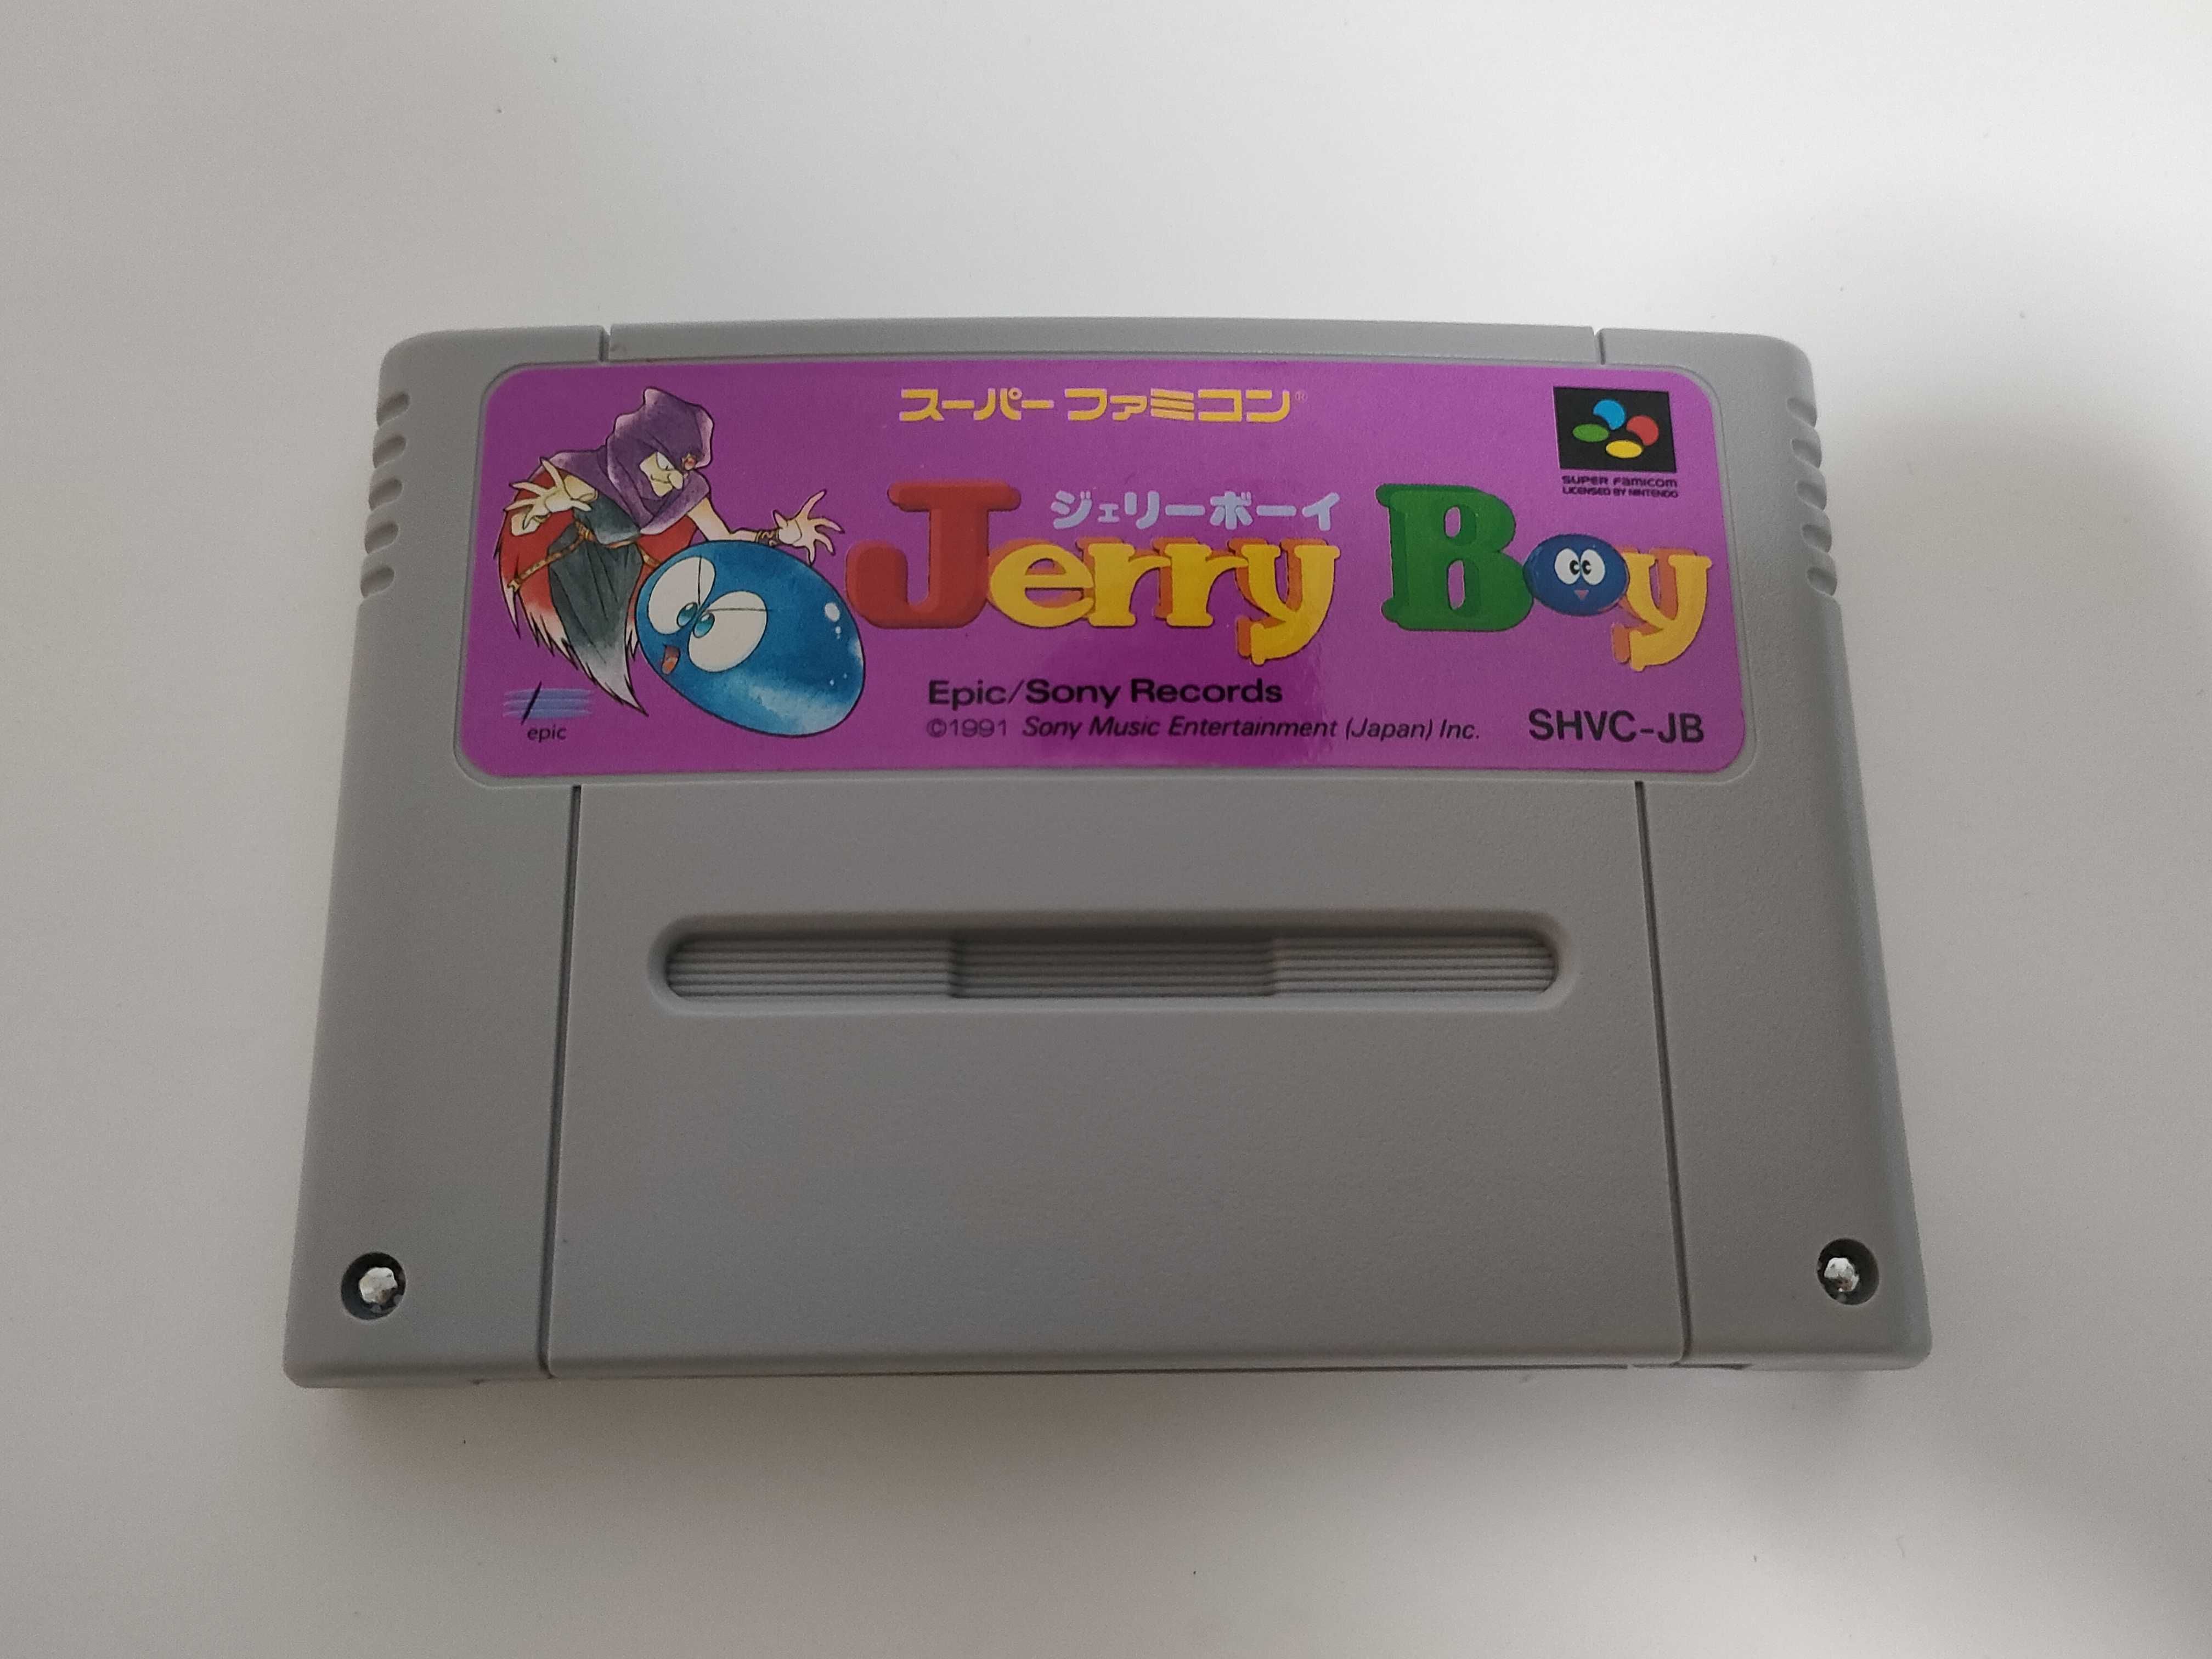 スーパーファミコン®
SUPER FAMICOM
LICENSED BY NINTENDO
ジェリーボーイ
Jerry Boy
Epic/Sony Records
©1991 Sony Music Entertainment (Japan) Inc.
SHVC-JB
epic